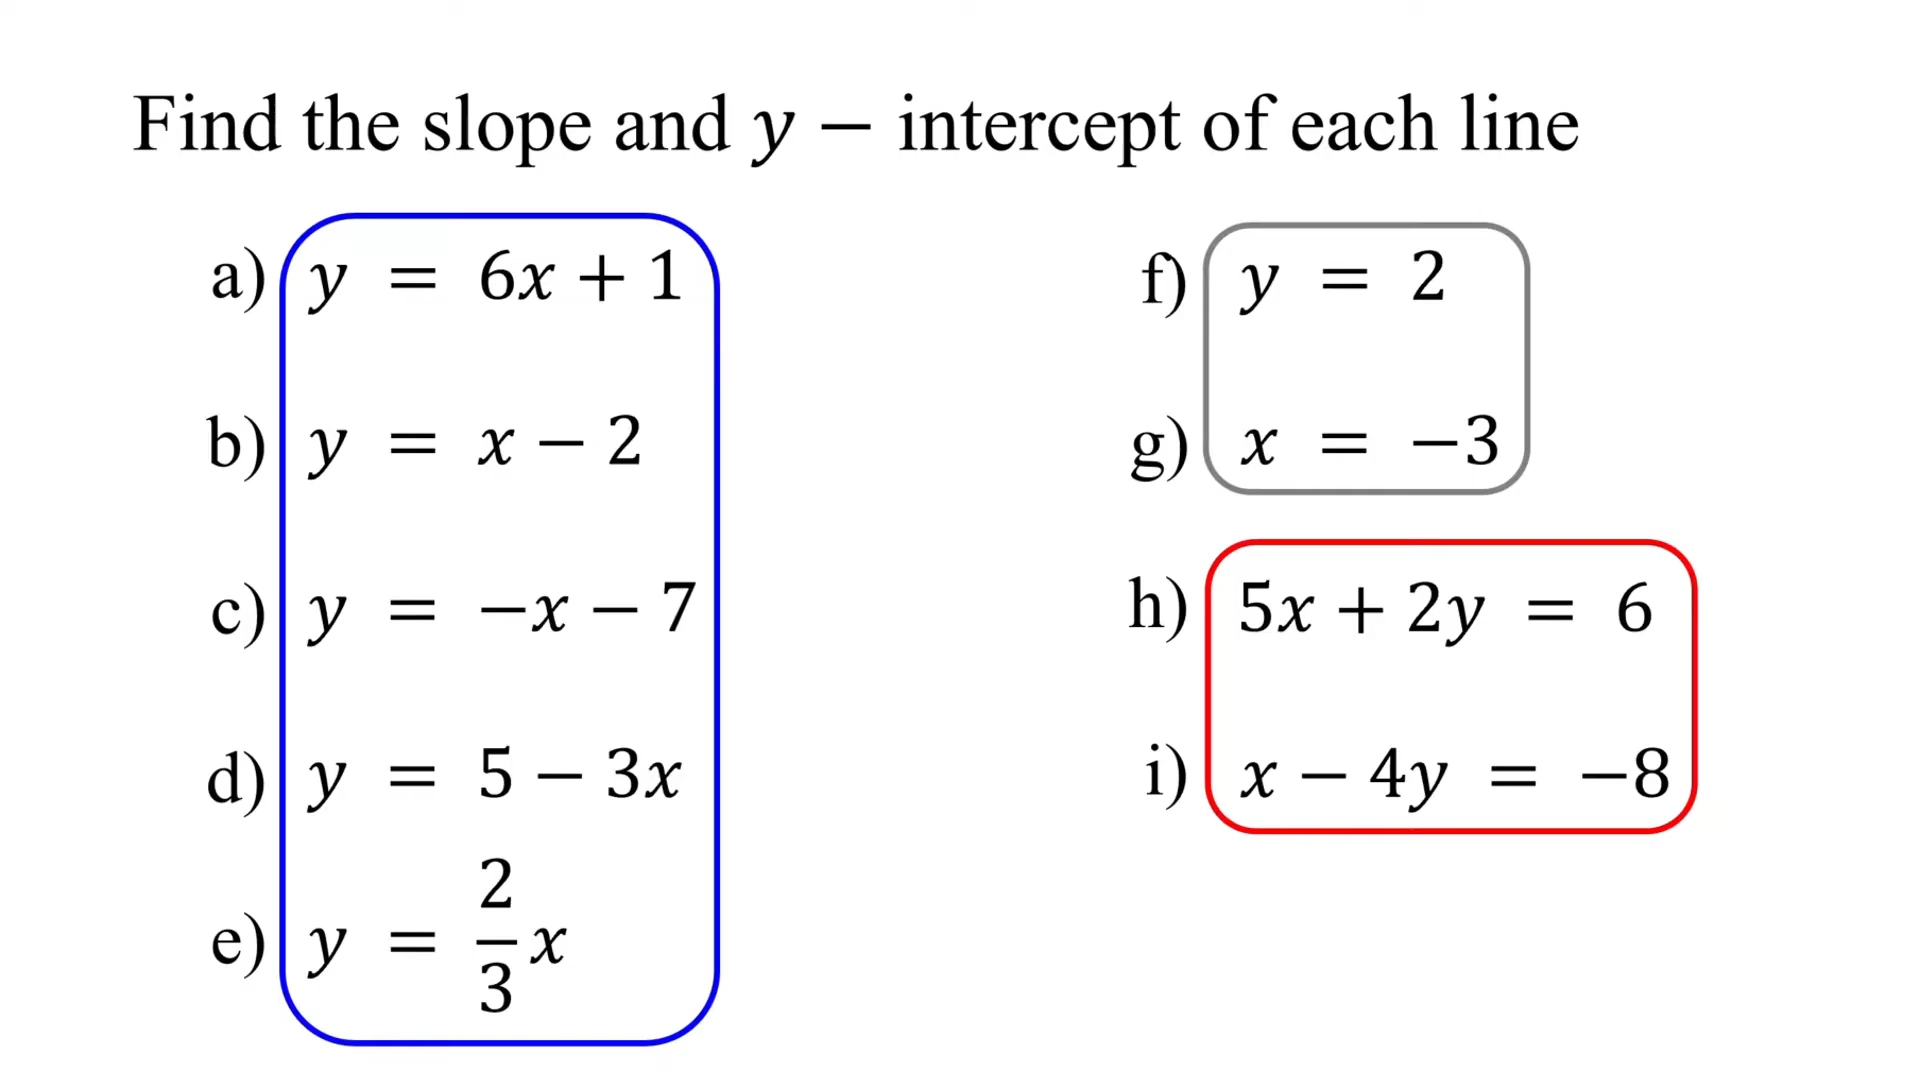 Find the slope and y − intercept of each line
a) y = 6x + 1
b) y = x − 2
c) y = −x − 7
d) y = 5 − 3x
e) y = 2/3 x
f) y = 2
g) x = −3
h) 5x + 2y = 6
i) x − 4y = −8